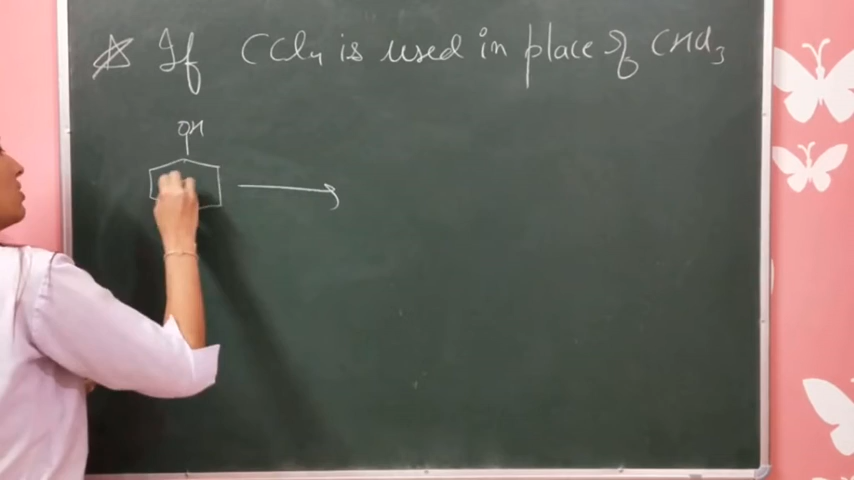 ☆ If CCl₄ is used in place of CHCl₃
OH